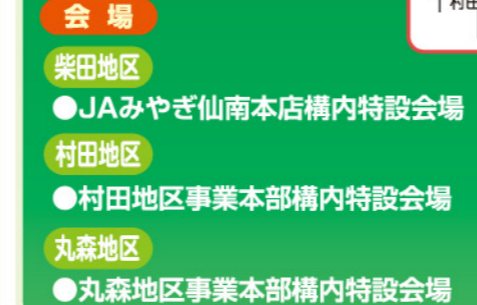 会場
村田
柴田地区
●JAみやぎ仙南本店構内特設会場
村田地区
●村田地区事業本部構内特設会場
丸森地区
●丸森地区事業本部構内特設会場